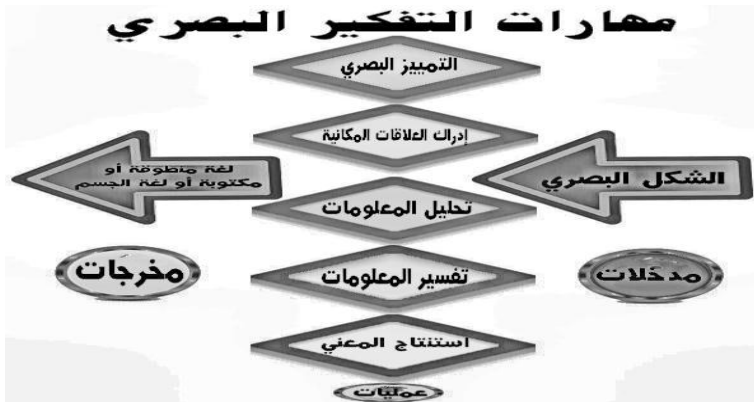 مهارات التفكير البصري
التمييز البصري
إدراك العلاقات المكانية
الشكل البصري
لغة منطوقة أو
مكتوبة أو لغة الجسم
تحليل المعلومات
مدخلات
تفسير المعلومات
مخرجات
استنتاج المعني
عمليات